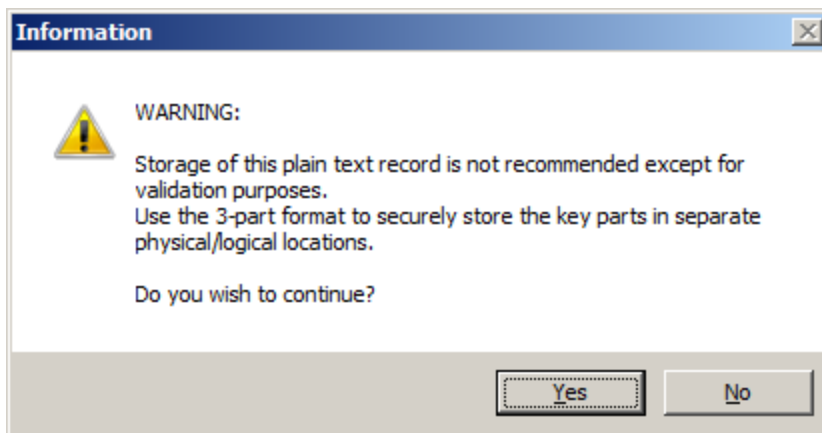 Information
WARNING:
Storage of this plain text record is not recommended except for
validation purposes.
Use the 3-part format to securely store the key parts in separate
physical/logical locations.
Do you wish to continue?
Yes No